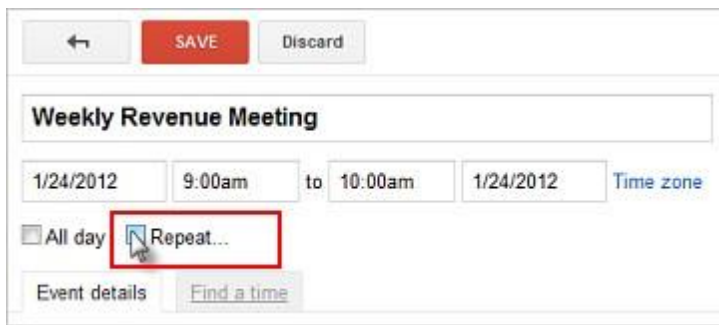 SAVE Discard
Weekly Revenue Meeting
1/24/2012 9:00am to 10:00am 1/24/2012 Time zone
All day Repeat...
Event details Find a time